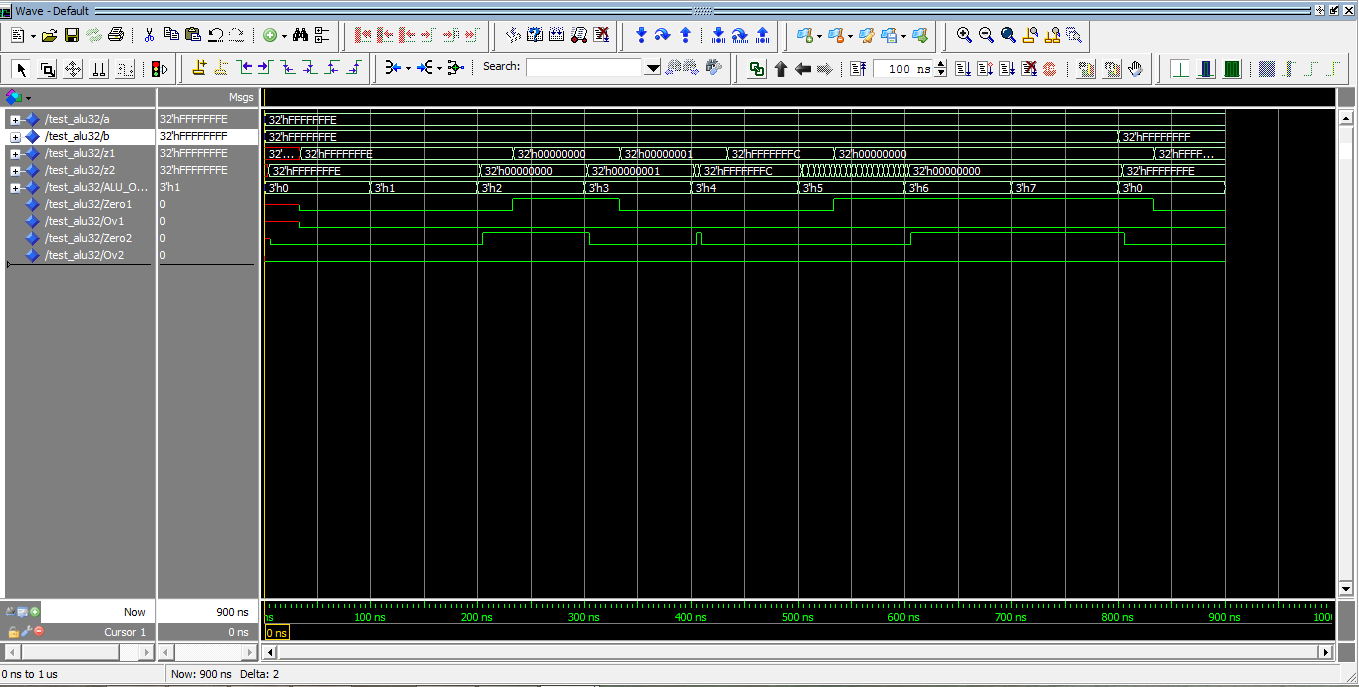 Wave - Default
Search:
100 ns
Msgs
/test_alu32/a 32'hFFFFFFFE 32'hFFFFFFFE
/test_alu32/b 32'hFFFFFFFF 32'hFFFFFFFE 32'hFFFFFFFF
/test_alu32/z1 32'hFFFFFFFE 32'... 32'hFFFFFFFE 32'h00000000 32'h00000001 32'hFFFFFFFC 32'h00000000 32'hFFFF...
/test_alu32/z2 32'hFFFFFFFE 32'hFFFFFFFE 32'h00000000 32'h00000001 32'hFFFFFFFC 32'h00000000 32'hFFFFFFFE
/test_alu32/ALU_O... 3'h1 3'h0 3'h1 3'h2 3'h3 3'h4 3'h5 3'h6 3'h7 3'h0
/test_alu32/Zero1 0
/test_alu32/Ov1 0
/test_alu32/Zero2 0
/test_alu32/Ov2 0
Now 900 ns ns 100 ns 200 ns 300 ns 400 ns 500 ns 600 ns 700 ns 800 ns 900 ns 1000
Cursor 1 0 ns 0 ns
0 ns to 1 us Now: 900 ns Delta: 2